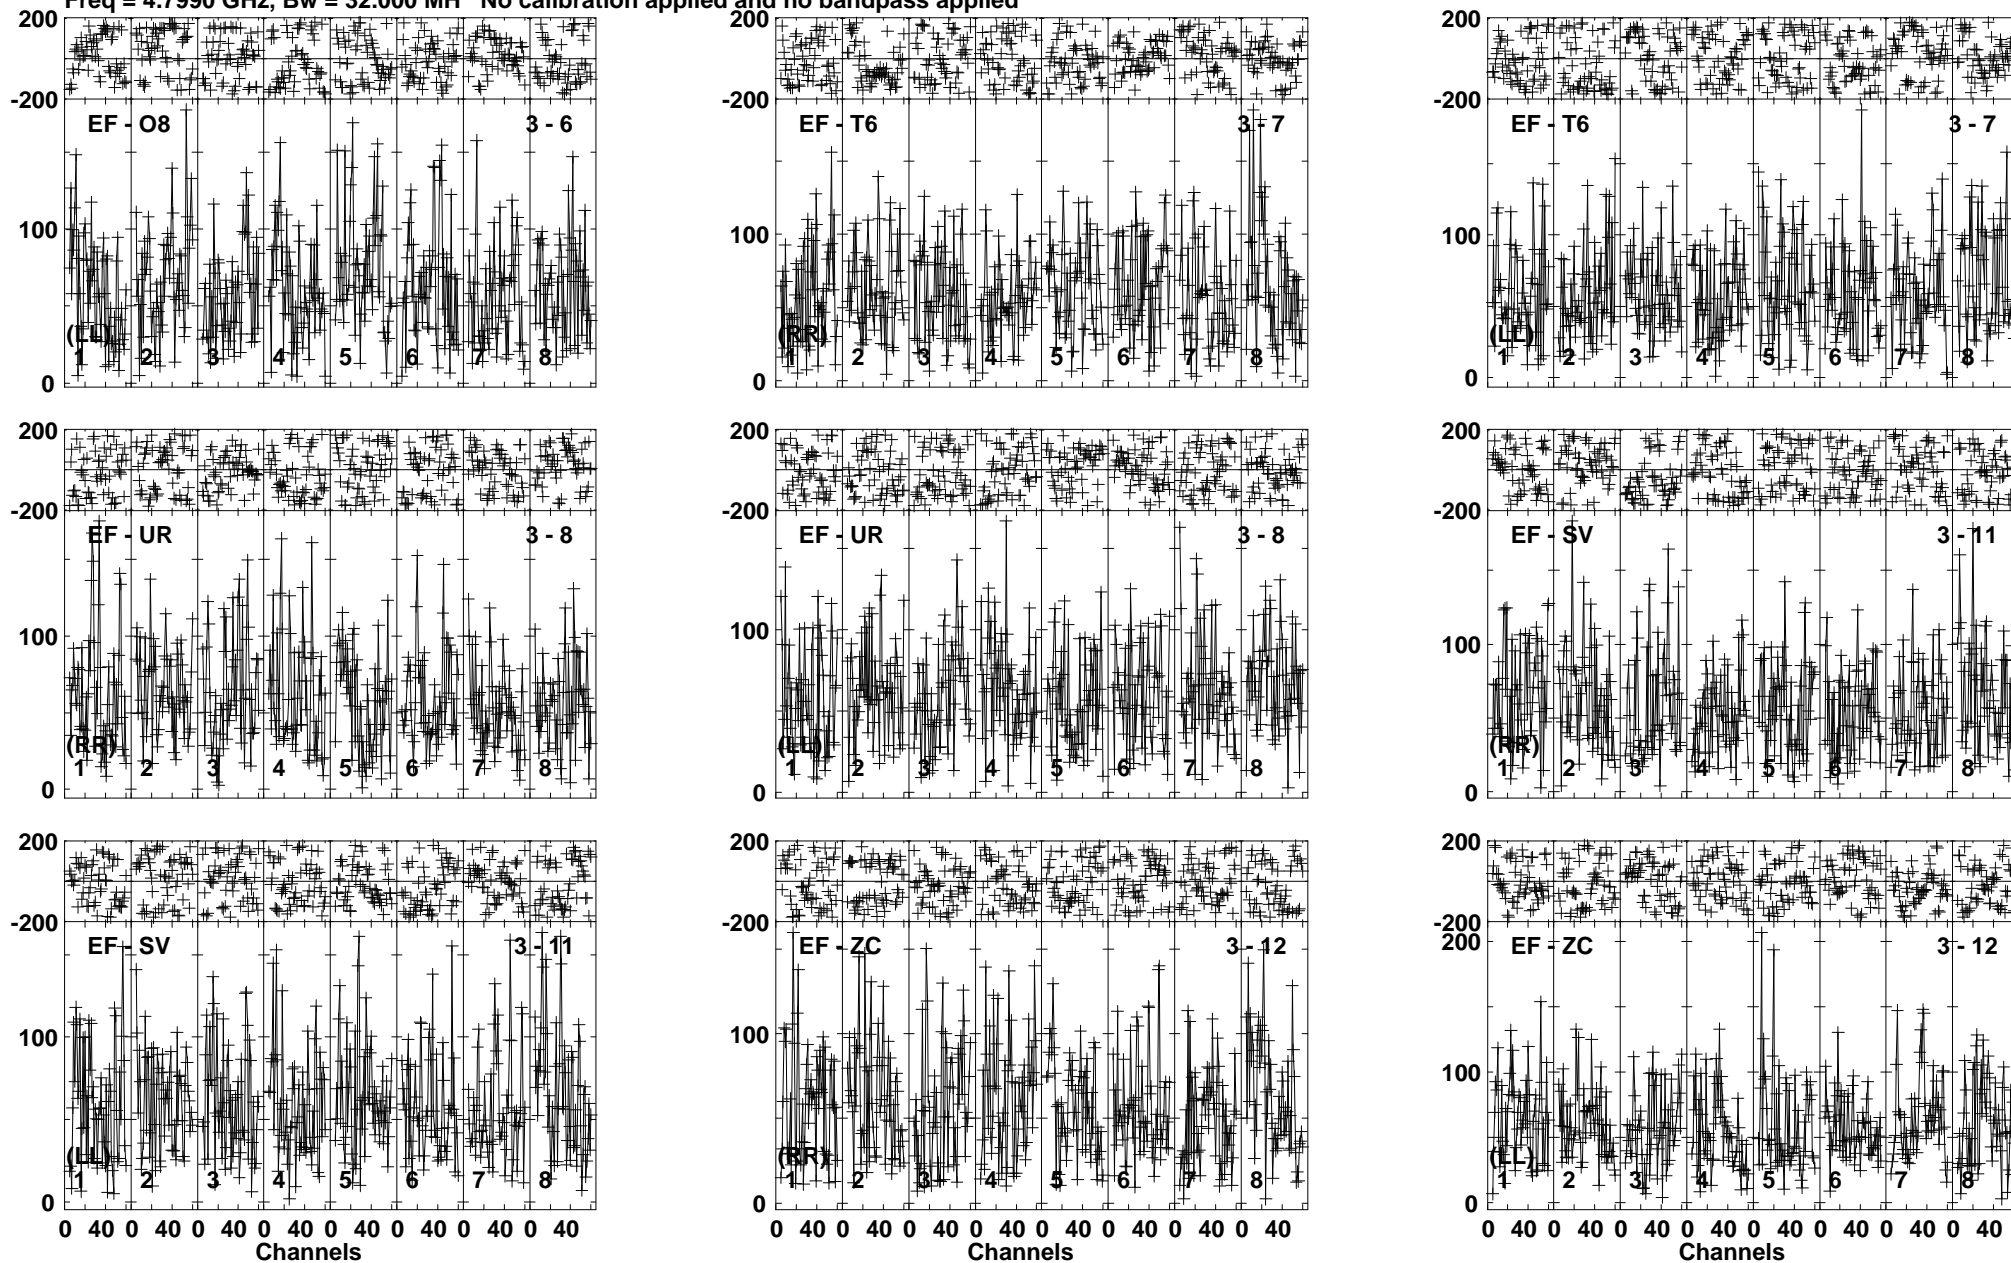 Freq = 4.7990 GHz, Bw = 32.000 MH No calibration applied and no bandpass applied
200 200 200
-200 -200 -200
EF - O8 3 - 6 EF - T6 3 - 7 EF - T6 3 - 7
100 100 100
(LL) (RR) (LL)
1 2 3 4 5 6 7 8 1 2 3 4 5 6 7 8 1 2 3 4 5 6 7 8
0 0 0
200 200 200
-200 -200 -200
EF - UR 3 - 8 EF - UR 3 - 8 EF - SV 3 - 11
100 100 100
(RR) (LL) (RR)
1 2 3 4 5 6 7 8 1 2 3 4 5 6 7 8 1 2 3 4 5 6 7 8
0 0 0
200 200 200
-200 -200 -200
EF - SV 3 - 11 EF - ZC 3 - 12 EF - ZC 3 - 12
200
100 100 100
(LL) (RR) (LL)
1 2 3 4 5 6 7 8 1 2 3 4 5 6 7 8 1 2 3 4 5 6 7 8
0 0 0
0 40 0 40 0 40 0 40 0 40 0 40 0 40 0 40 0 40 0 40 0 40 0 40 0 40 0 40 0 40 0 40 0 40 0 40 0 40 0 40 0 40 0 40 0 40 0 40
Channels Channels Channels